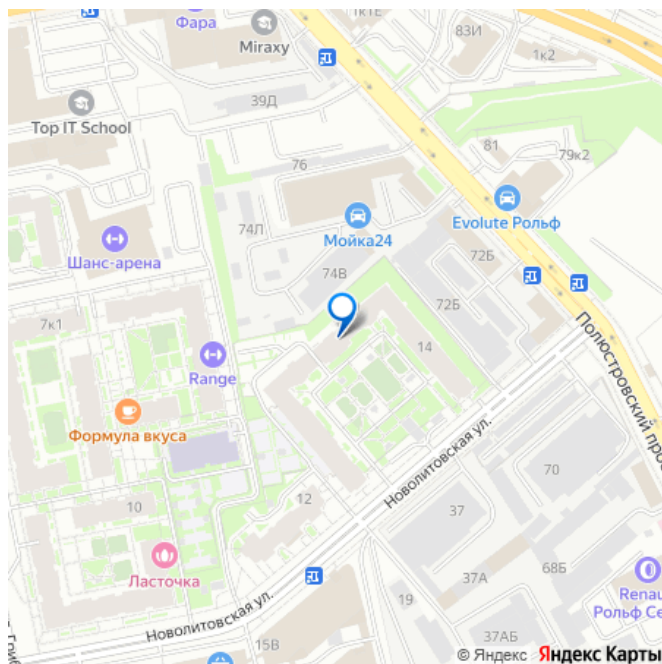 Фара
1кТЕ
Miraxy
83И
1к2
39Д
Top IT School
76
81
79к2
74Л
Evolute Рольф
Мойка24
Шанс-арена
72Б
74В
72Б
7к1
14
Range
Полюстровский про
Формула вкуса
Новолитовская ул.
70
12
10
37
Ласточка
68Б
37А
Renau
Рольф Се
19
Новолитовская ул.
15В
37АБ
© Яндекс Яндекс Карты